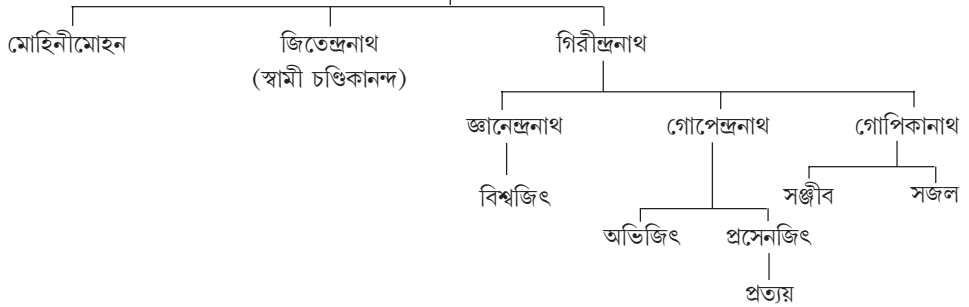 মোহিনীমোহন জিতেন্দ্রনাথ গিরীন্দ্রনাথ
(স্বামী চণ্ডিকানন্দ)
জ্ঞানেন্দ্রনাথ গোপেন্দ্রনাথ গোপিকানাথ
বিশ্বজিৎ সঞ্জীব সজল
অভিজিৎ প্রসেনজিৎ
প্রত্যয়